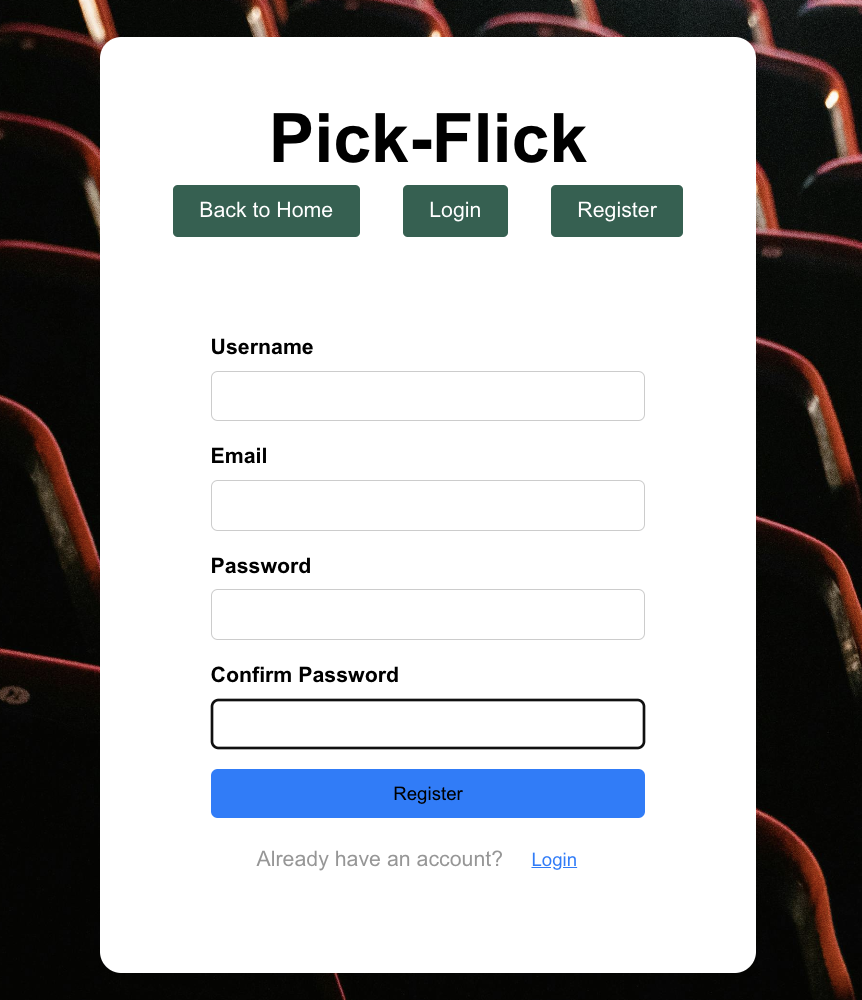 Pick-Flick
Back to Home Login Register
Username
Email
Password
Confirm Password
Register
Already have an account? Login